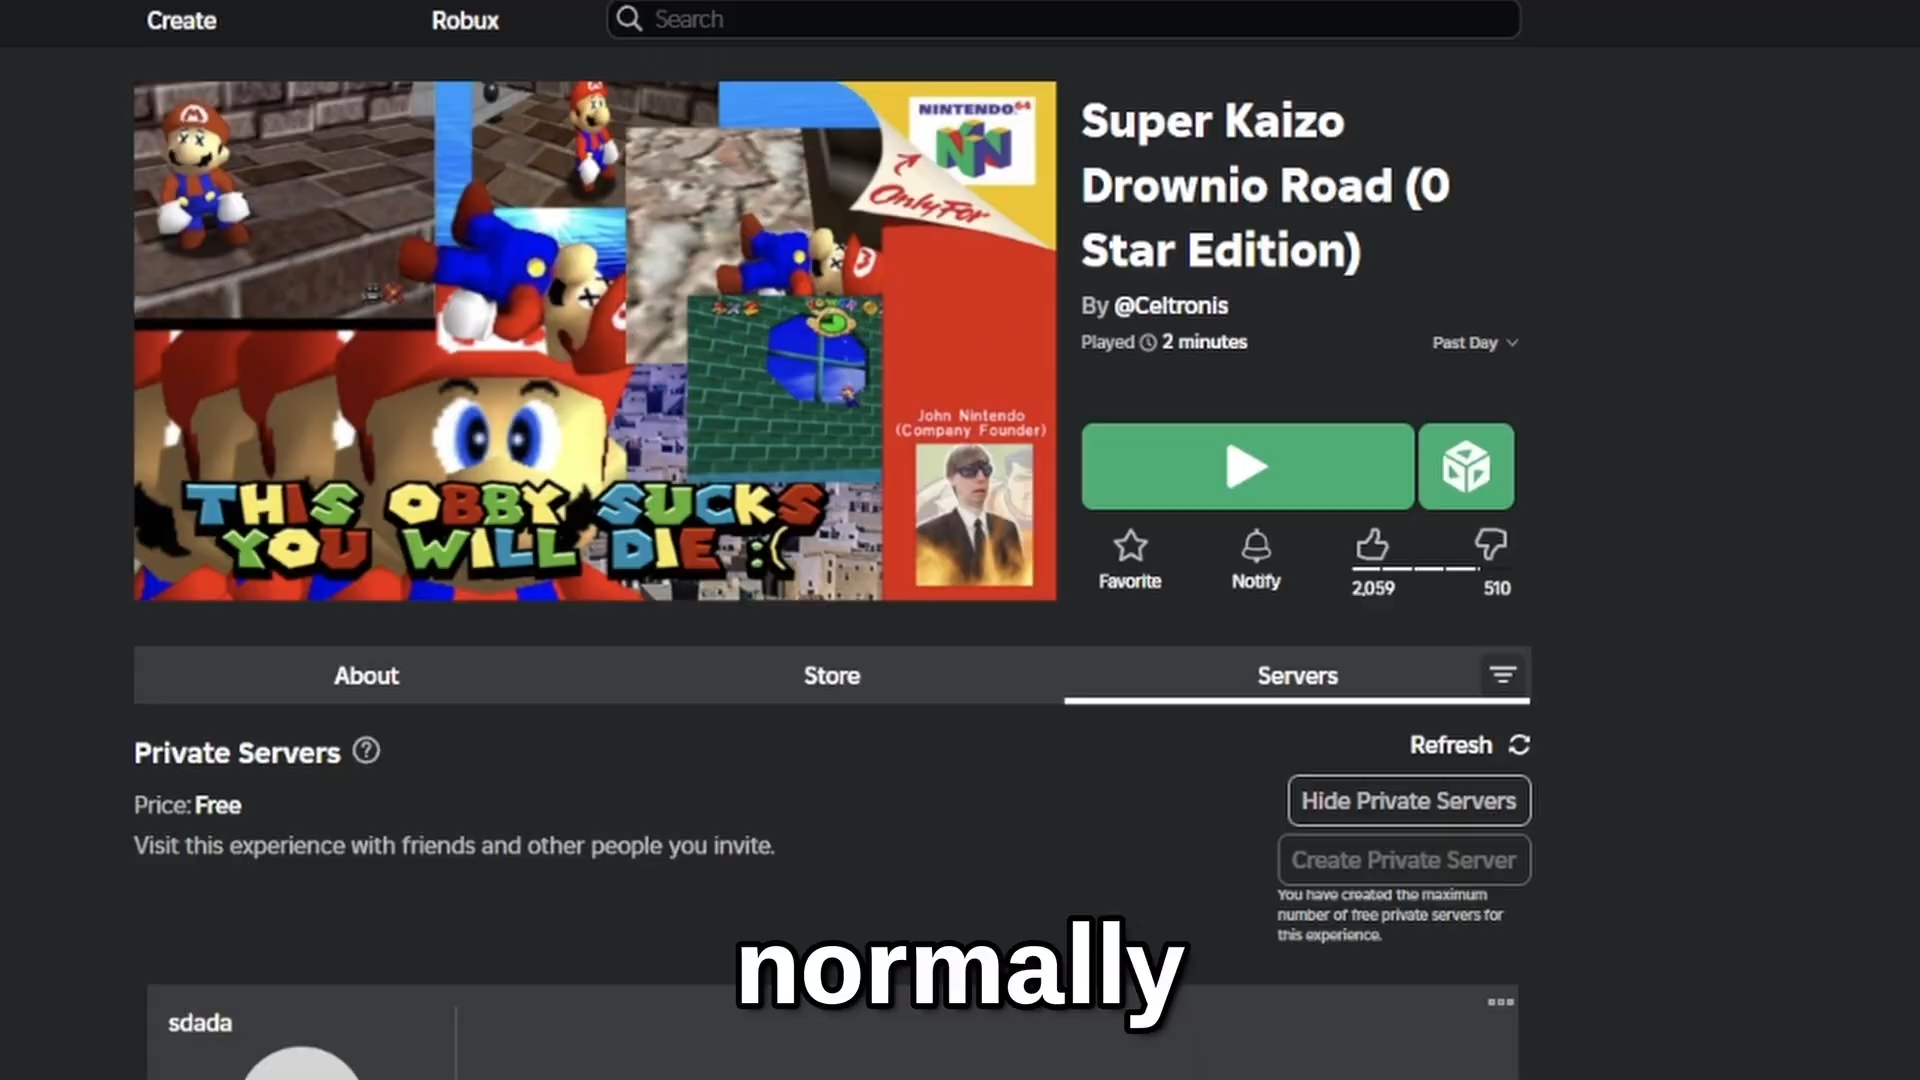 Create
Robux
Search
NINTENDO 64
Only For
John Nintendo
(Company Founder)
THIS OBBY SUCKS
YOU WILL DIE :(
Super Kaizo
Drownio Road (0
Star Edition)
By @Celtronis
Played 2 minutes
Past Day
Favorite
Notify
2,059
510
About
Store
Servers
Private Servers
Refresh
Price: Free
Hide Private Servers
Visit this experience with friends and other people you invite.
Create Private Server
You have created the maximum
number of free private servers for
this experience.
normally
sdada